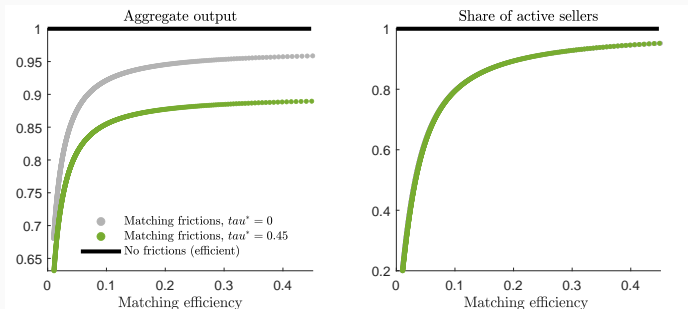 Aggregate output
1
0.95
0.9
0.85
0.8
0.75
0.7
0.65
0 0.1 0.2 0.3 0.4
Matching efficiency
Matching frictions, tau* = 0
Matching frictions, tau* = 0.45
No frictions (efficient)
Share of active sellers
1
0.8
0.6
0.4
0.2
0 0.1 0.2 0.3 0.4
Matching efficiency